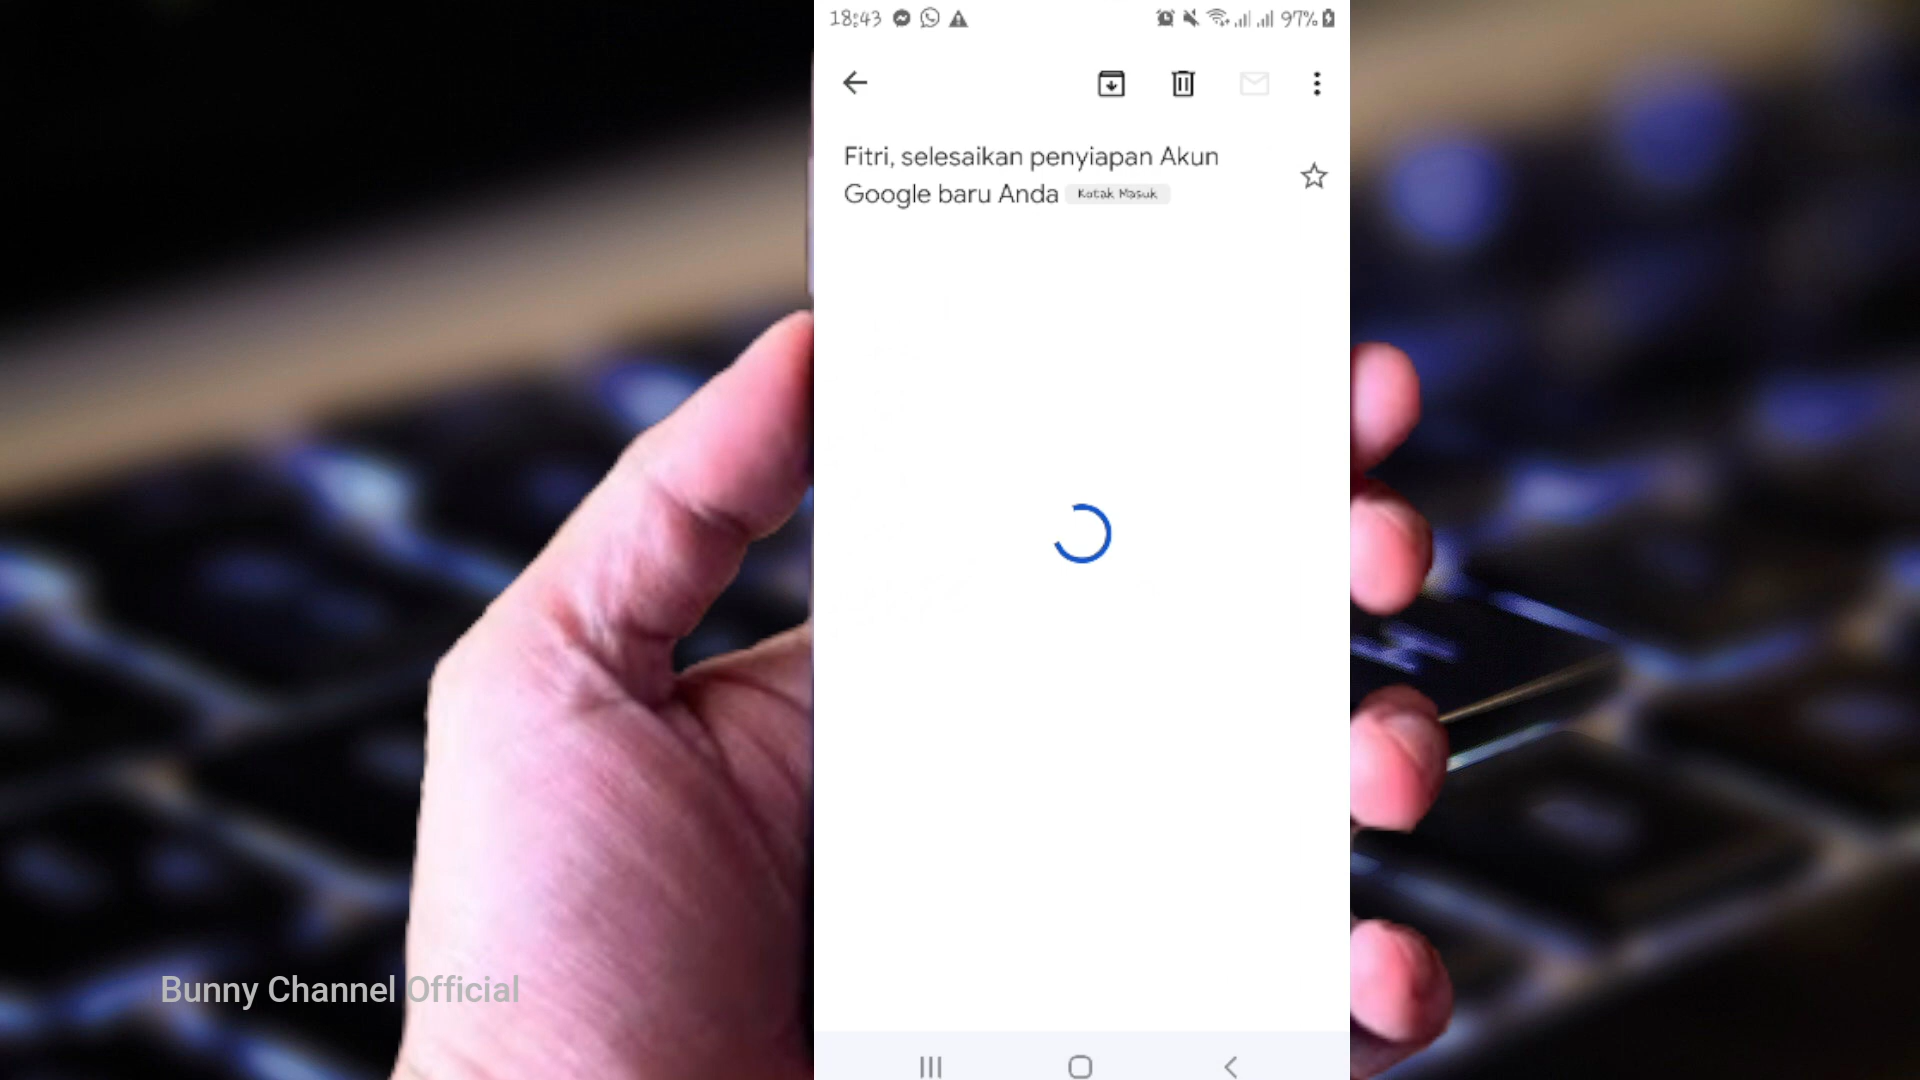 18:43
97%
Fitri, selesaikan penyiapan Akun
Google baru Anda Kotak Masuk
Bunny Channel Official